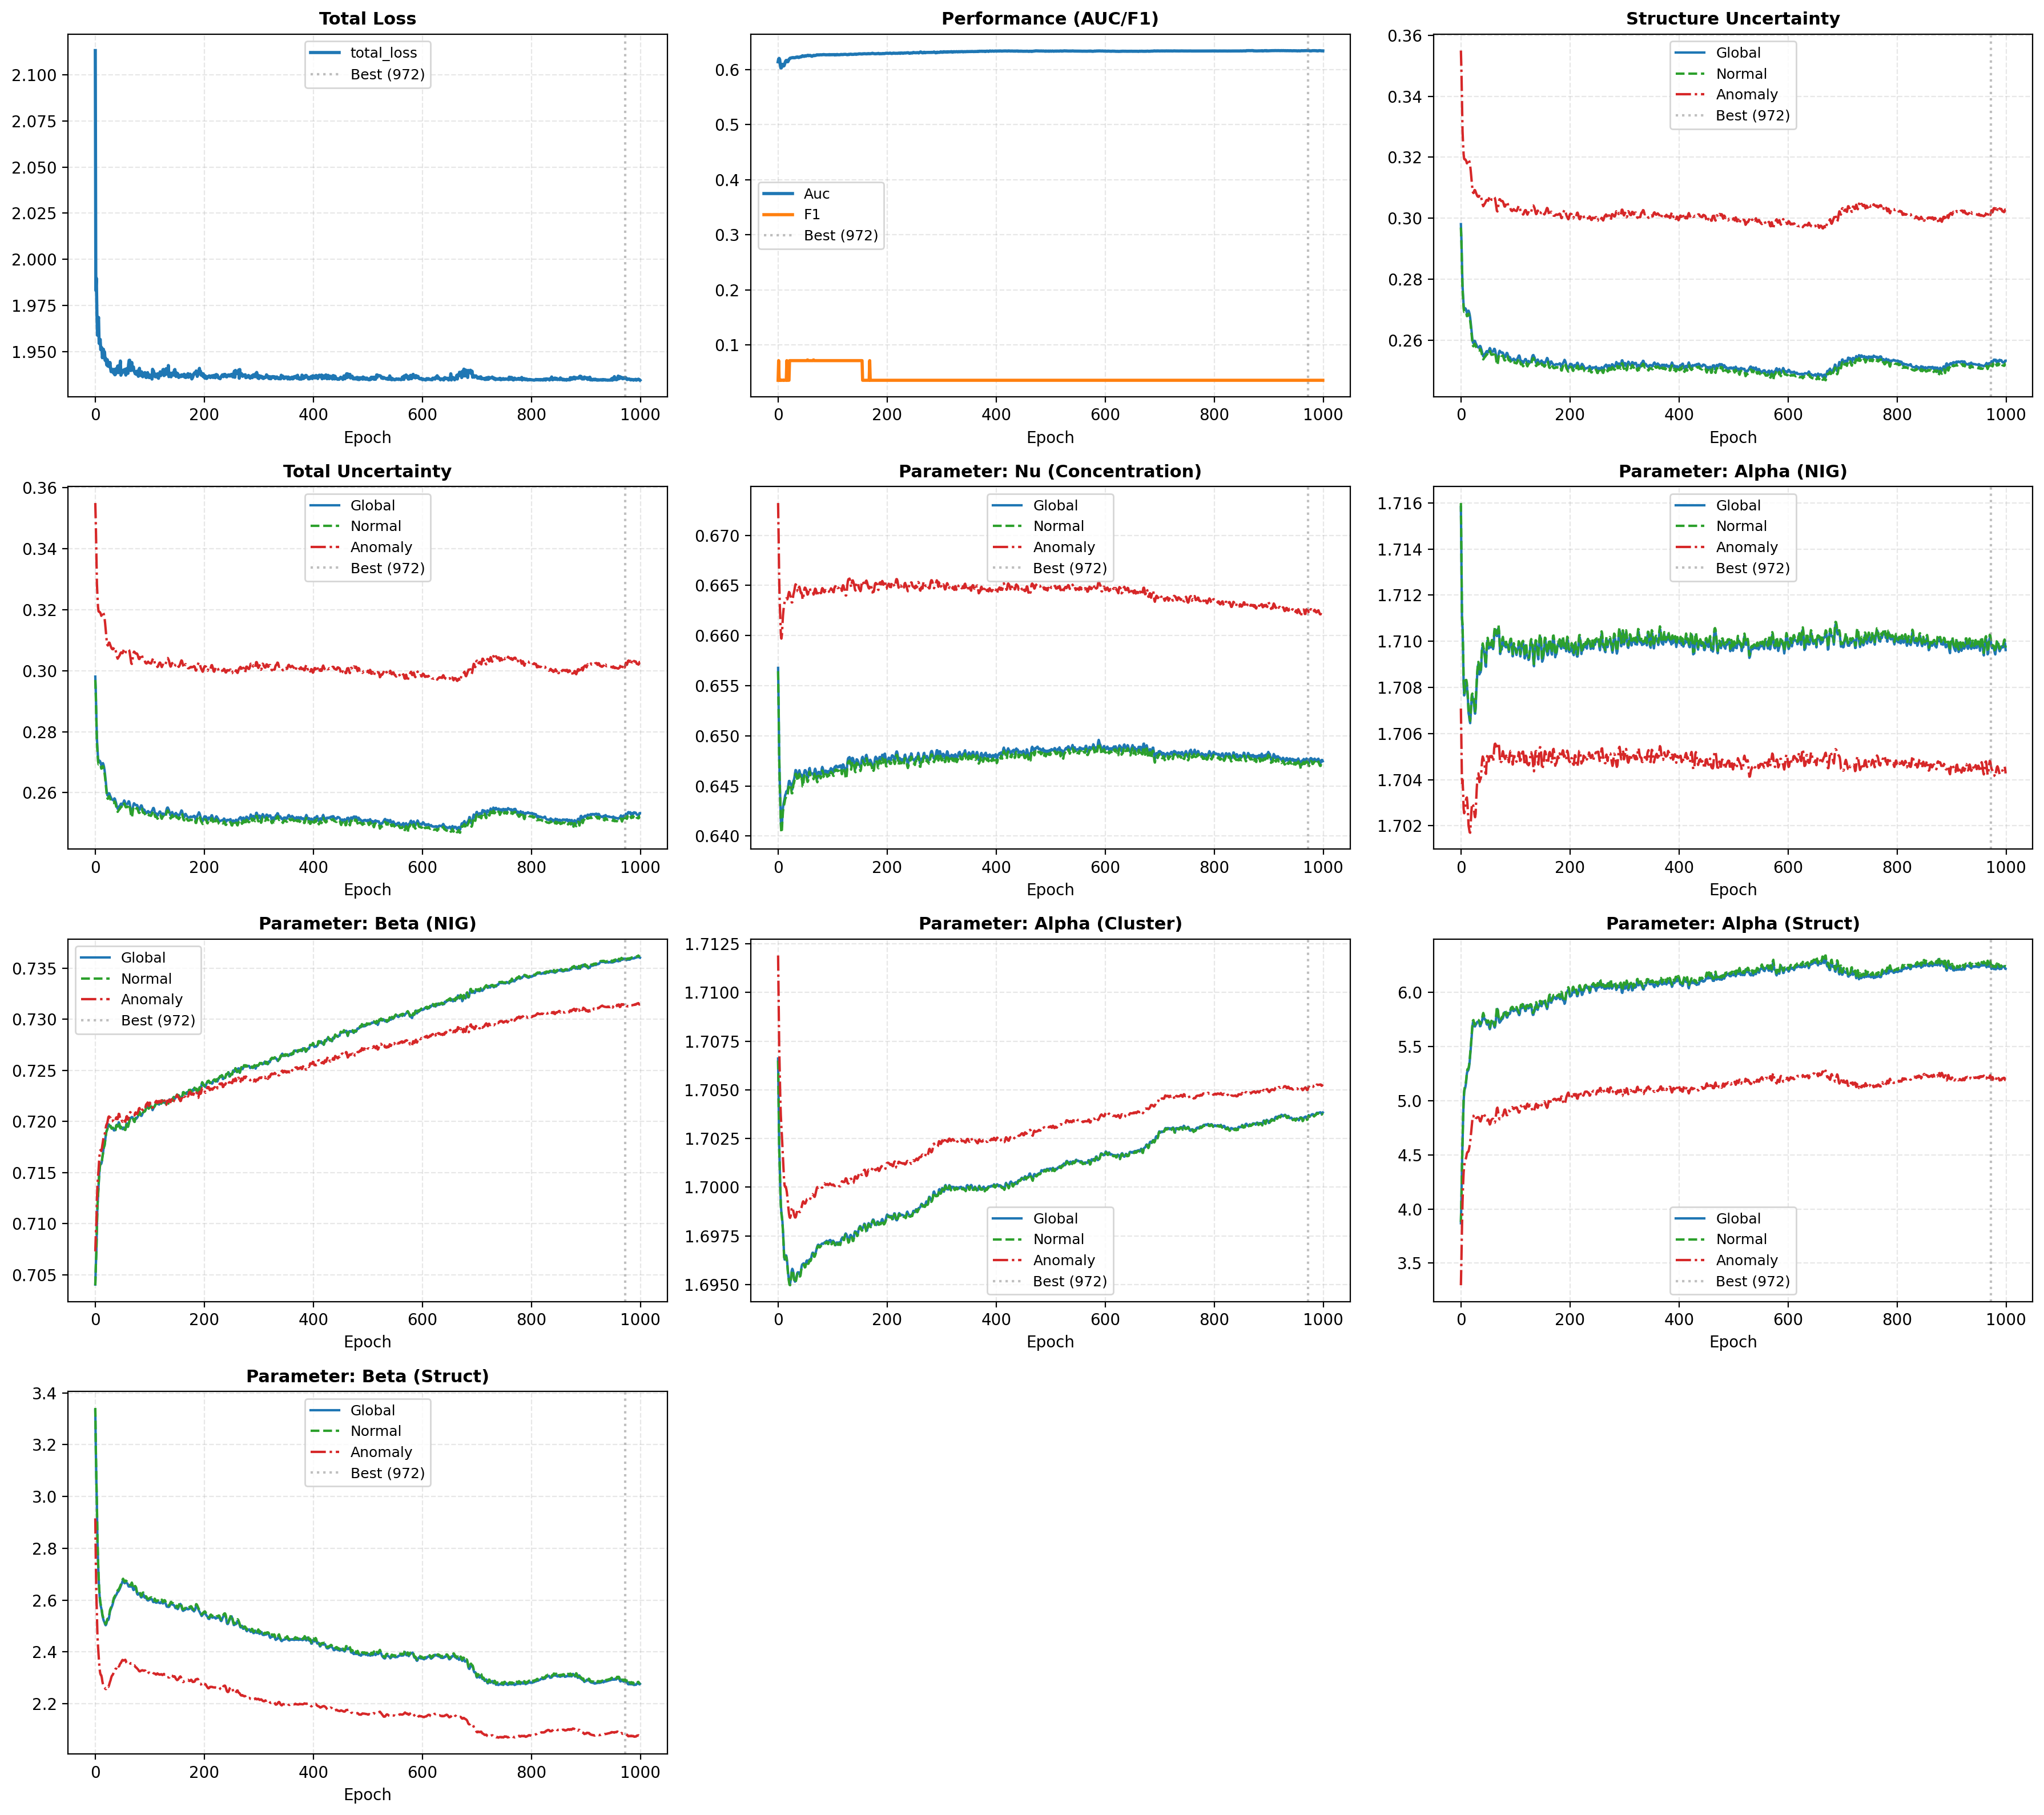 Total Loss
2.100
2.075
2.050
2.025
2.000
1.975
1.950
total_loss
Best (972)
0 200 400 600 800 1000
Epoch
Performance (AUC/F1)
0.6
0.5
0.4
0.3
0.2
0.1
Auc
F1
Best (972)
0 200 400 600 800 1000
Epoch
Structure Uncertainty
0.36
0.34
0.32
0.30
0.28
0.26
Global
Normal
Anomaly
Best (972)
0 200 400 600 800 1000
Epoch
Total Uncertainty
0.36
0.34
0.32
0.30
0.28
0.26
Global
Normal
Anomaly
Best (972)
0 200 400 600 800 1000
Epoch
Parameter: Nu (Concentration)
0.670
0.665
0.660
0.655
0.650
0.645
0.640
Global
Normal
Anomaly
Best (972)
0 200 400 600 800 1000
Epoch
Parameter: Alpha (NIG)
1.716
1.714
1.712
1.710
1.708
1.706
1.704
1.702
Global
Normal
Anomaly
Best (972)
0 200 400 600 800 1000
Epoch
Parameter: Beta (NIG)
0.735
0.730
0.725
0.720
0.715
0.710
0.705
Global
Normal
Anomaly
Best (972)
0 200 400 600 800 1000
Epoch
Parameter: Alpha (Cluster)
1.7125
1.7100
1.7075
1.7050
1.7025
1.7000
1.6975
1.6950
Global
Normal
Anomaly
Best (972)
0 200 400 600 800 1000
Epoch
Parameter: Alpha (Struct)
6.0
5.5
5.0
4.5
4.0
3.5
Global
Normal
Anomaly
Best (972)
0 200 400 600 800 1000
Epoch
Parameter: Beta (Struct)
3.4
3.2
3.0
2.8
2.6
2.4
2.2
Global
Normal
Anomaly
Best (972)
0 200 400 600 800 1000
Epoch